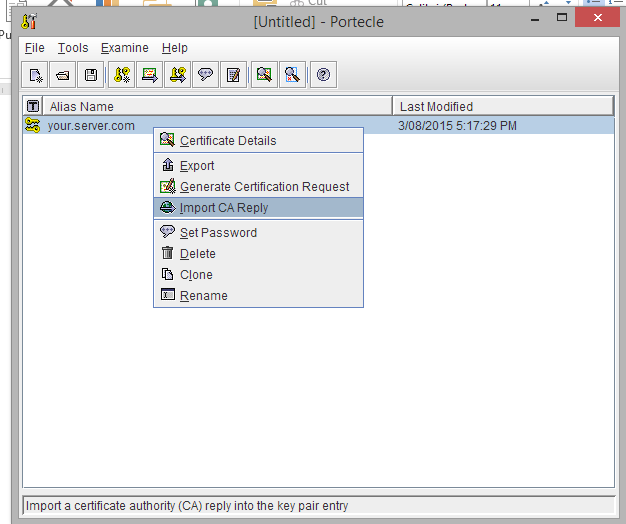 [Untitled] - Portecle
File Tools Examine Help
T Alias Name Last Modified
your.server.com 3/08/2015 5:17:29 PM
Certificate Details
Export
Generate Certification Request
Import CA Reply
Set Password
Delete
Clone
Rename
Import a certificate authority (CA) reply into the key pair entry